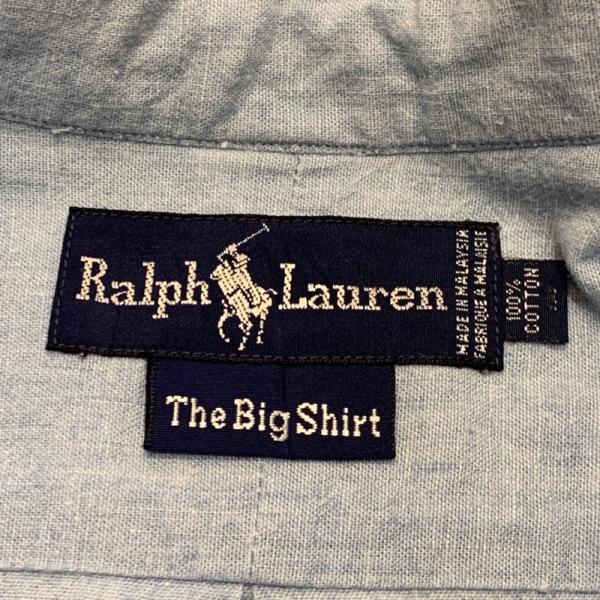 Ralph Lauren
MADE IN MALAYSIA
FABRIQUE A MALAISIE
100%
COTTON
The Big Shirt